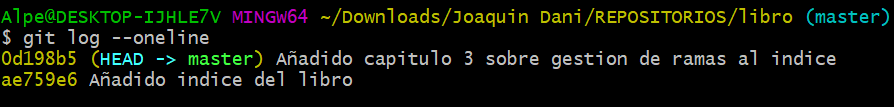 Alpe@DESKTOP-IJHLE7V MINGW64 ~/Downloads/Joaquin Dani/REPOSITORIOS/libro (master)
$ git log --oneline
0d198b5 (HEAD -> master) Añadido capitulo 3 sobre gestion de ramas al indice
ae759e6 Añadido indice del libro